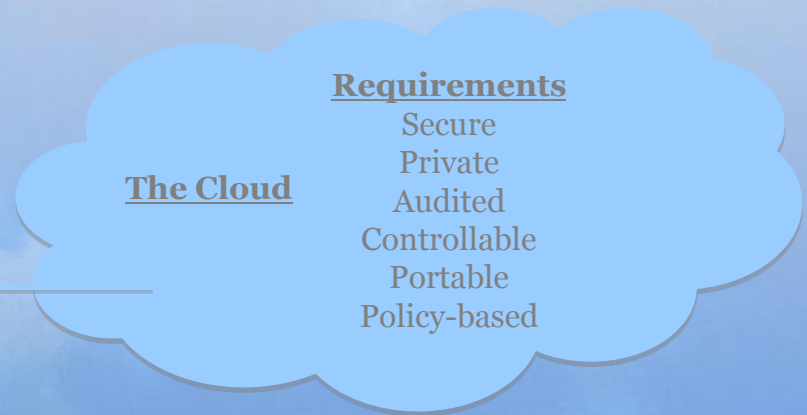 The Cloud
Requirements
Secure
Private
Audited
Controllable
Portable
Policy-based